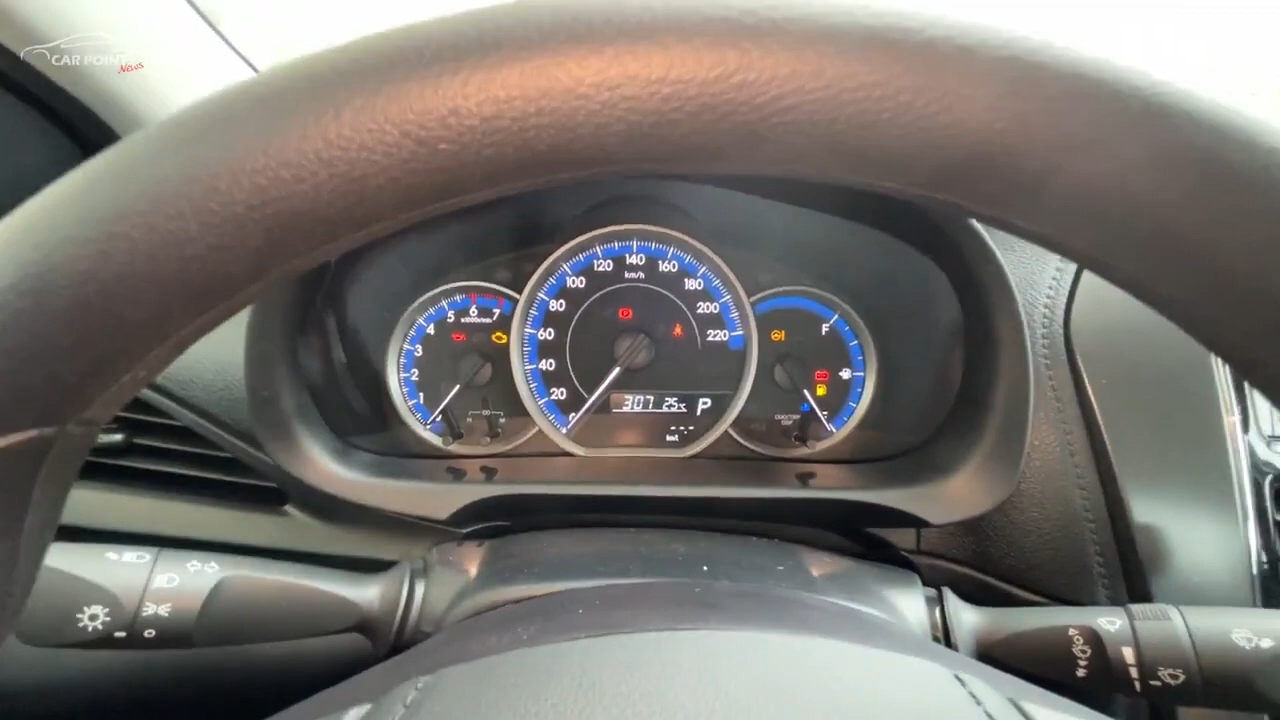 CAR POINT
News
120 140 160
100 km/h 180
80 200
60 220
40
20
307 25°C P
km/L
4 5 6 7
x1000r/min
3
2
1
H
F